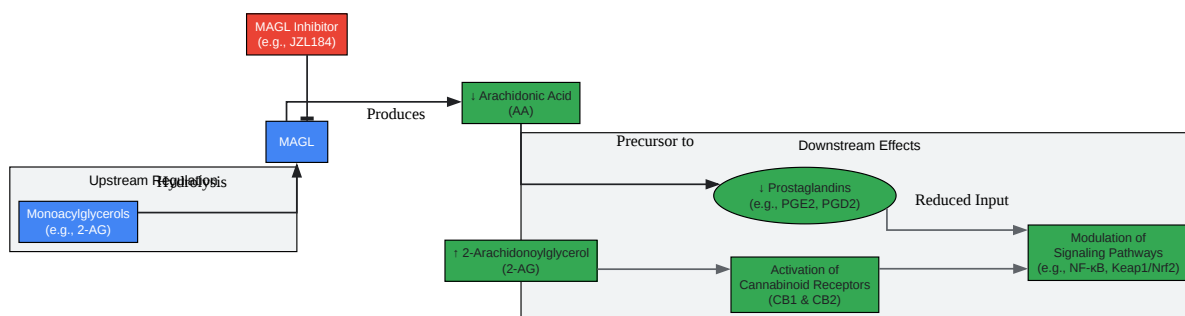 MAGL Inhibitor
(e.g., JZL184)
↓ Arachidonic Acid
(AA)
Produces
MAGL
Precursor to
Downstream Effects
Upstream Regulation
Hydrolysis
↓ Prostaglandins
(e.g., PGE2, PGD2)
Reduced Input
Monoacylglycerols
(e.g., 2-AG)
↑ 2-Arachidonoylglycerol
(2-AG)
Modulation of
Signaling Pathways
(e.g., NF-κB, Keap1/Nrf2)
Activation of
Cannabinoid Receptors
(CB1 & CB2)